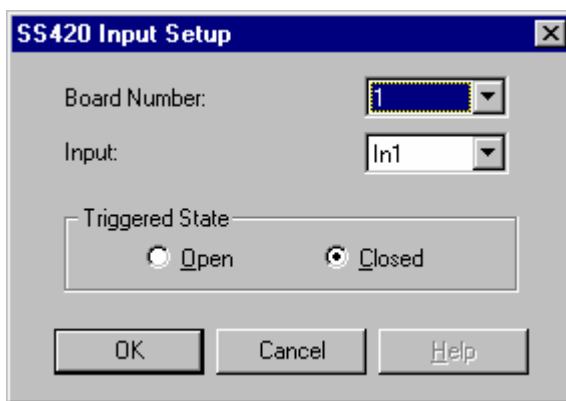 SS420 Input Setup
Board Number: 1
Input: In1
Triggered State
Open Closed
OK Cancel Help